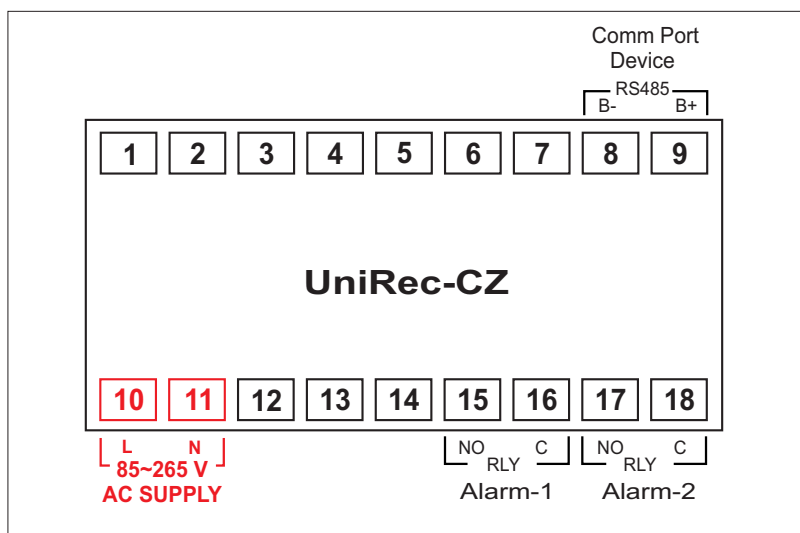 Comm Port
Device
RS485
B- B+
1 2 3 4 5 6 7 8 9
UniRec-CZ
10 11 12 13 14 15 16 17 18
L N NO C NO C
85~265 V RLY RLY
AC SUPPLY Alarm-1 Alarm-2